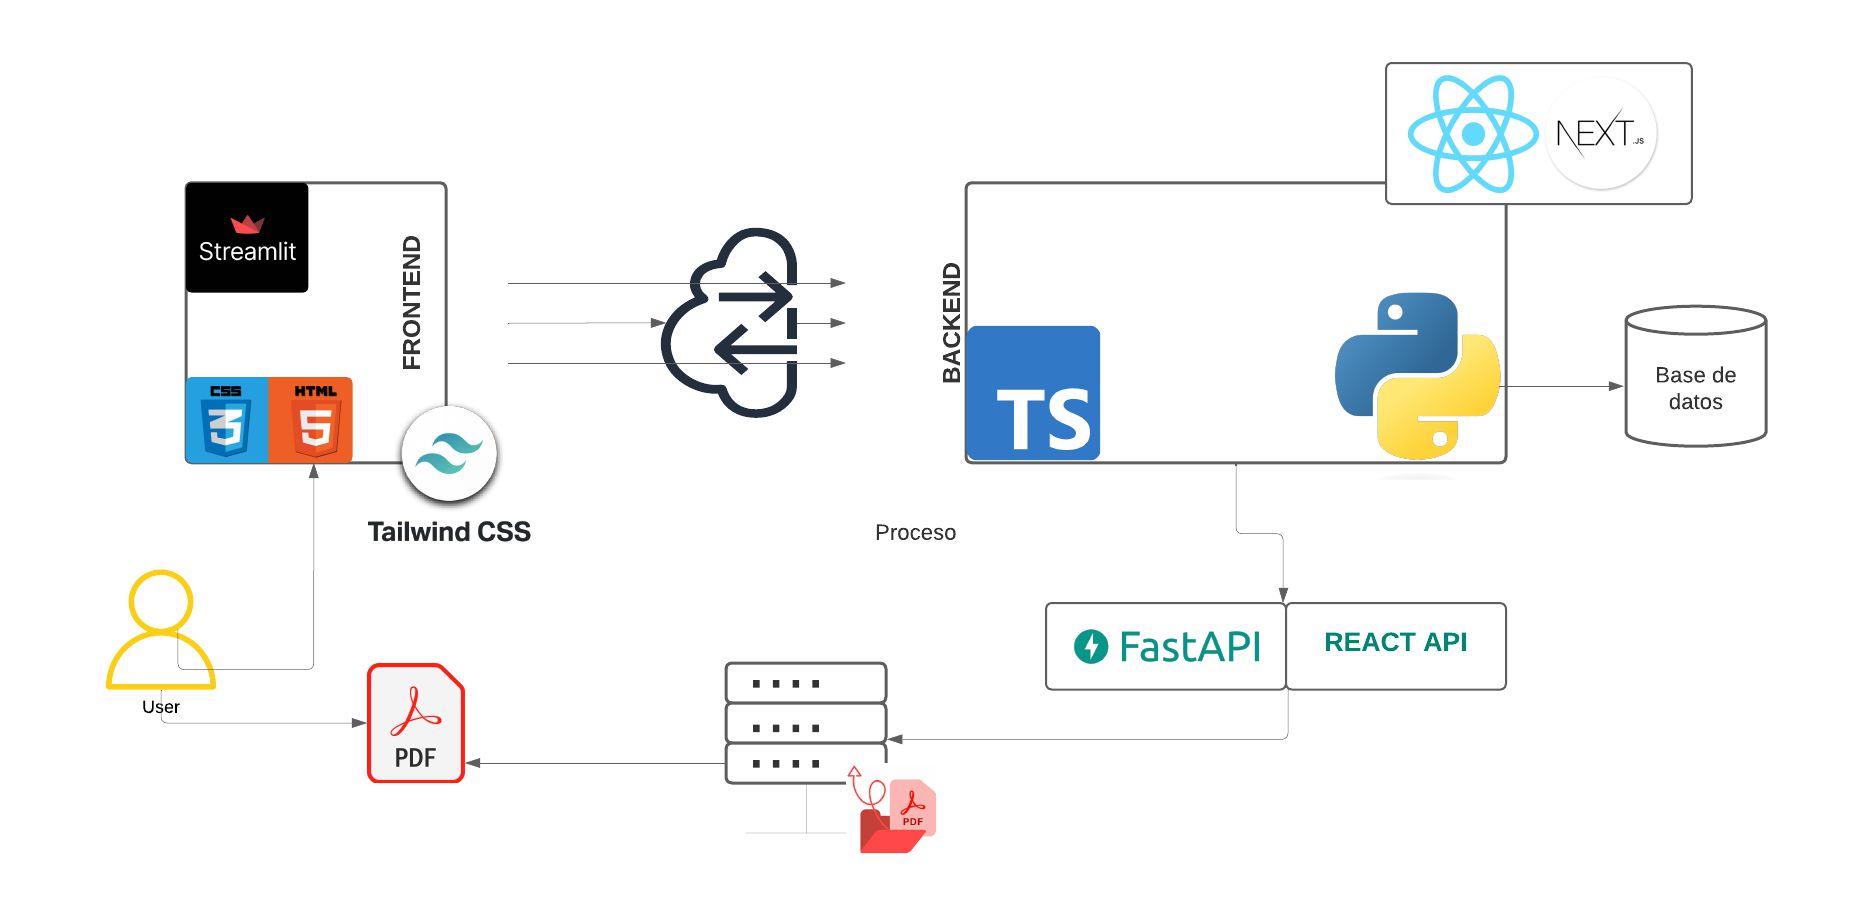 NEXT.JS
Streamlit
FRONTEND
BACKEND
CSS
HTML
3
5
TS
Base de
datos
Tailwind CSS
Proceso
FastAPI
REACT API
User
PDF
PDF